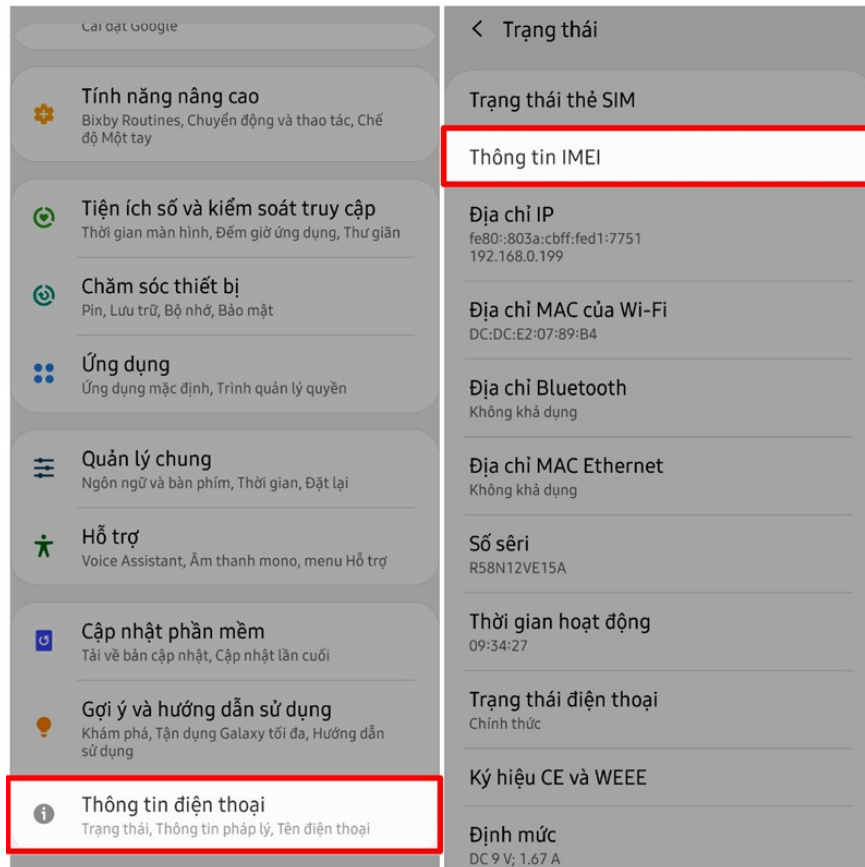 Cài đặt Google
Tính năng nâng cao
Bixby Routines, Chuyển động và thao tác, Chế
độ Một tay
Tiện ích số và kiểm soát truy cập
Thời gian màn hình, Đếm giờ ứng dụng, Thư giãn
Chăm sóc thiết bị
Pin, Lưu trữ, Bộ nhớ, Bảo mật
Ứng dụng
Ứng dụng mặc định, Trình quản lý quyền
Quản lý chung
Ngôn ngữ và bàn phím, Thời gian, Đặt lại
Hỗ trợ
Voice Assistant, Âm thanh mono, menu Hỗ trợ
Cập nhật phần mềm
Tải về bản cập nhật, Cập nhật lần cuối
Gợi ý và hướng dẫn sử dụng
Khám phá, Tận dụng Galaxy tối đa, Hướng dẫn
sử dụng
Thông tin điện thoại
Trạng thái, Thông tin pháp lý, Tên điện thoại
Trạng thái
Trạng thái thẻ SIM
Thông tin IMEI
Địa chỉ IP
fe80::803a:cbff:fed1:7751
192.168.0.199
Địa chỉ MAC của Wi-Fi
DC:DC:E2:07:89:B4
Địa chỉ Bluetooth
Không khả dụng
Địa chỉ MAC Ethernet
Không khả dụng
Số sêri
R58N12VE15A
Thời gian hoạt động
09:34:27
Trạng thái điện thoại
Chính thức
Ký hiệu CE và WEEE
Định mức
DC 9 V; 1.67 A